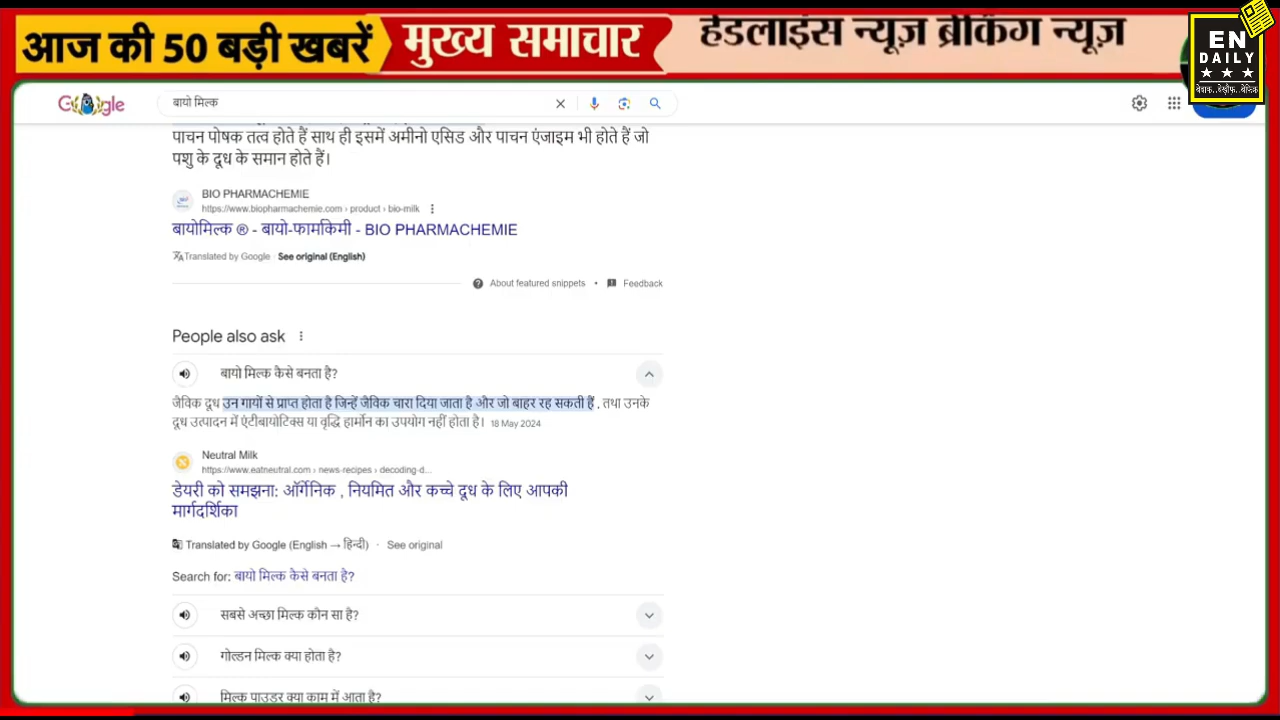 आज की 50 बड़ी खबरें
मुख्य समाचार
हेडलाइंस न्यूज़ ब्रेकिंग न्यूज़
EN
DAILY
बेबाक..बेख़ौफ..बेफिक्र
Google
बायो मिल्क
पाचन पोषक तत्व होते हैं साथ ही इसमें अमीनो एसिड और पाचन एंजाइम भी होते हैं जो
पशु के दूध के समान होते हैं।
BIO PHARMACHEMIE
https://www.biopharmachemie.com › product › bio-milk
बायोमिल्क ® - बायो-फार्माकेमी - BIO PHARMACHEMIE
Translated by Google · See original (English)
About featured snippets • Feedback
People also ask
बायो मिल्क कैसे बनता है?
जैविक दूध उन गायों से प्राप्त होता है जिन्हें जैविक चारा दिया जाता है और जो बाहर रह सकती हैं , तथा उनके
दूध उत्पादन में एंटीबायोटिक्स या वृद्धि हार्मोन का उपयोग नहीं होता है। 18 May 2024
Neutral Milk
https://www.eatneutral.com › news-recipes › decoding-d...
डेयरी को समझना: ऑर्गेनिक , नियमित और कच्चे दूध के लिए आपकी
मार्गदर्शिका
Translated by Google (English → हिन्दी) · See original
Search for: बायो मिल्क कैसे बनता है?
सबसे अच्छा मिल्क कौन सा है?
गोल्डन मिल्क क्या होता है?
मिल्क पाउडर क्या काम में आता है?